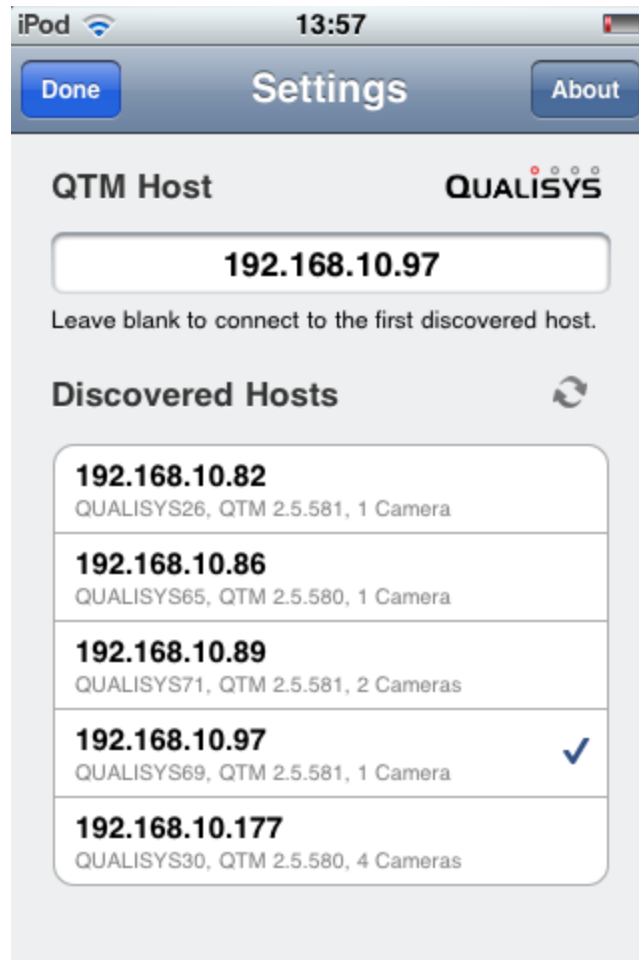 iPod 13:57
Done Settings About
QTM Host QUALISYS
192.168.10.97
Leave blank to connect to the first discovered host.
Discovered Hosts
192.168.10.82
QUALISYS26, QTM 2.5.581, 1 Camera
192.168.10.86
QUALISYS65, QTM 2.5.580, 1 Camera
192.168.10.89
QUALISYS71, QTM 2.5.581, 2 Cameras
192.168.10.97
QUALISYS69, QTM 2.5.581, 1 Camera
192.168.10.177
QUALISYS30, QTM 2.5.580, 4 Cameras